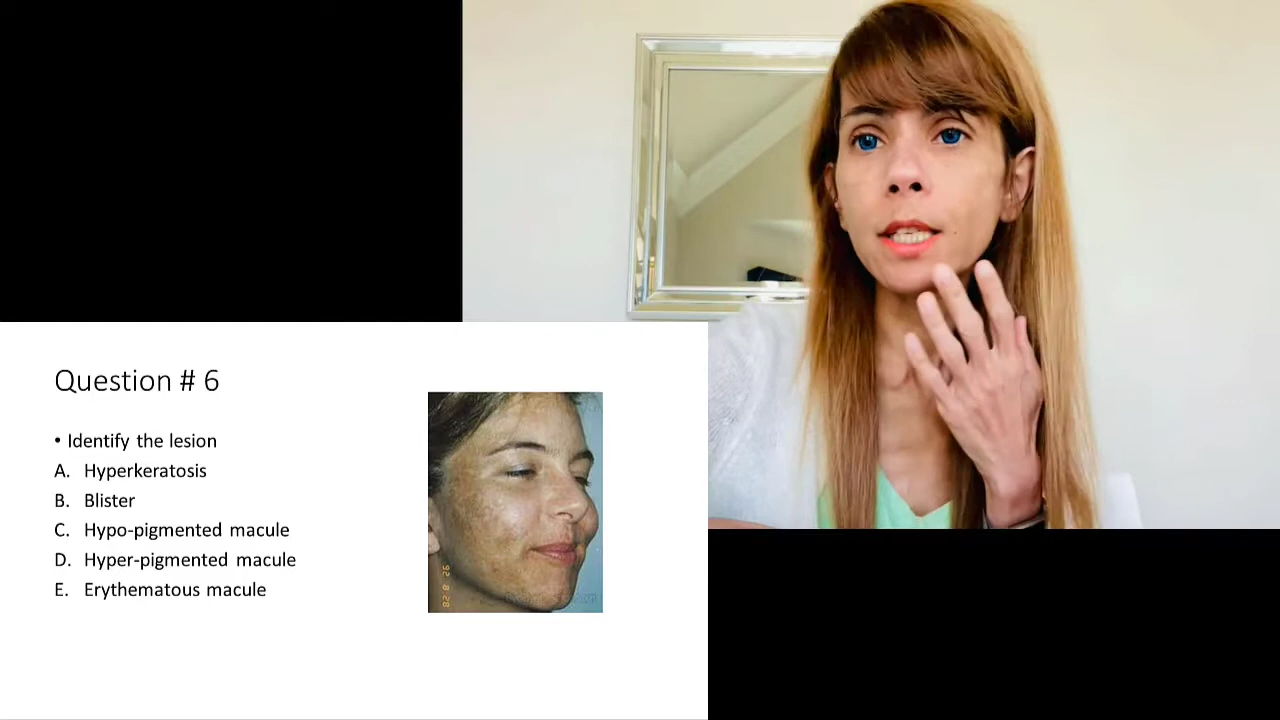 Question # 6
• Identify the lesion
A. Hyperkeratosis
B. Blister
C. Hypo-pigmented macule
D. Hyper-pigmented macule
E. Erythematous macule